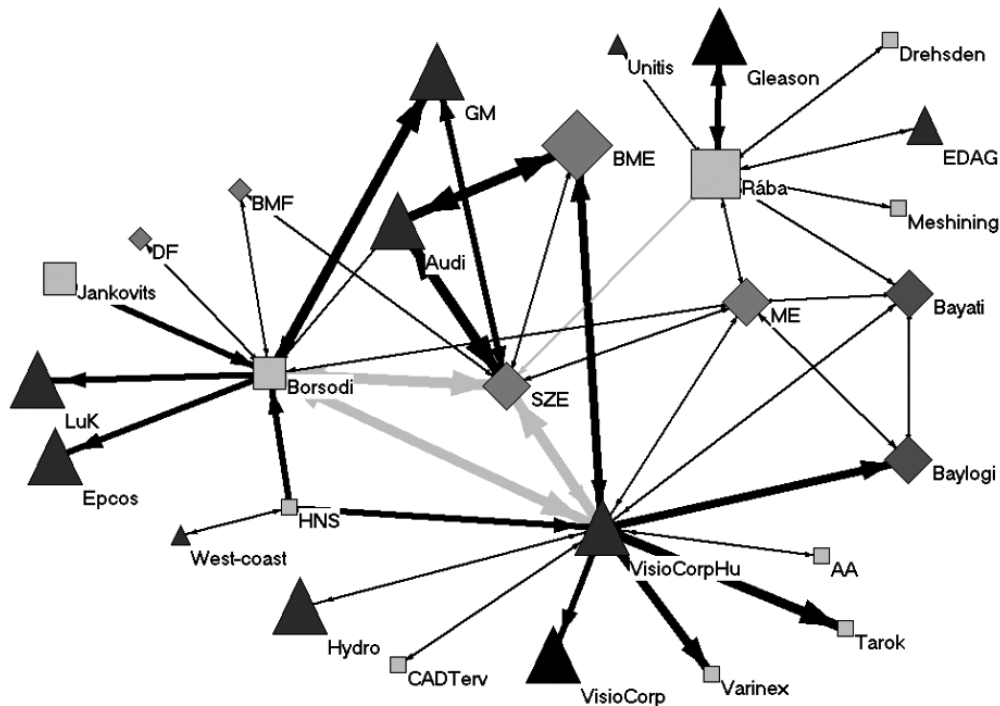 Drehsden
Unitis
Gleason
GM
EDAG
BME
Rába
BMF
Meshining
DF
Audi
Jankovits
Bayati
ME
Borsodi
SZE
LuK
Baylogi
Epcos
HNS
West-coast
VisioCorpHu
AA
Hydro
Tarok
CADTerv
VisioCorp
Varinex